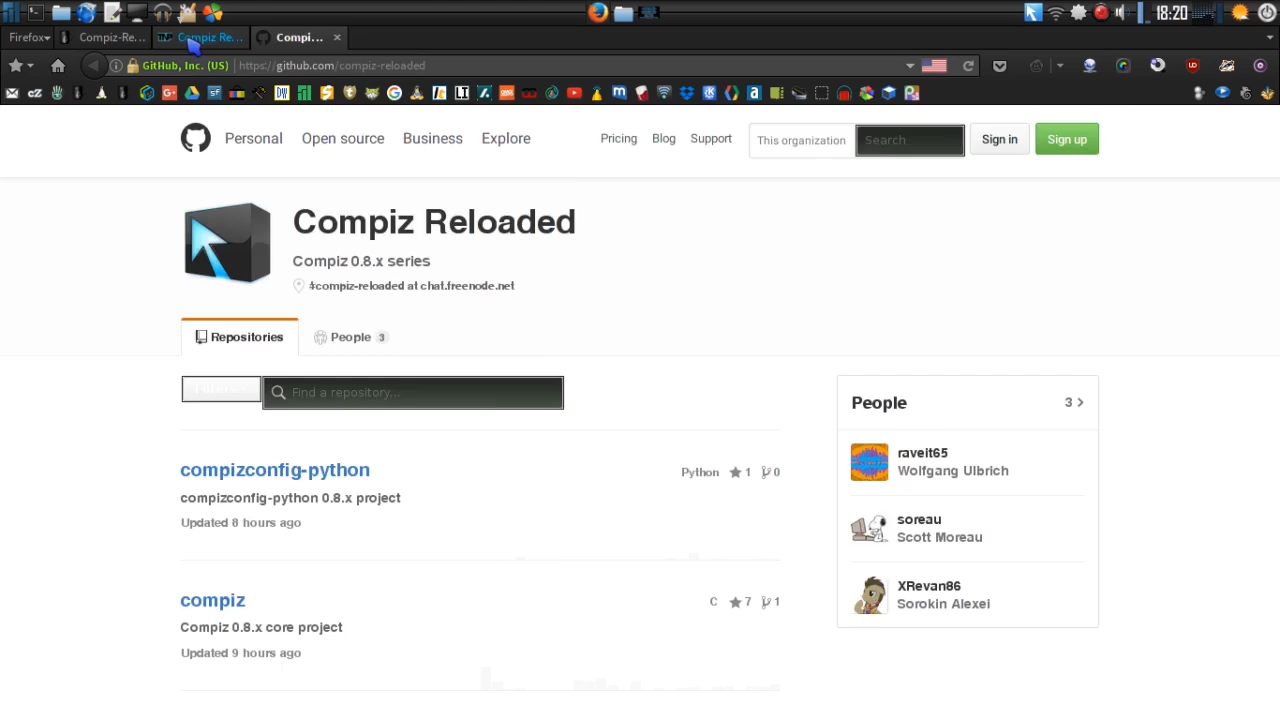 18:20
Firefox
Compiz-Re...
Compiz Re...
Compi...
GitHub, Inc. (US)
https://github.com/compiz-reloaded
Personal
Open source
Business
Explore
Pricing
Blog
Support
This organization
Search
Sign in
Sign up
Compiz Reloaded
Compiz 0.8.x series
#compiz-reloaded at chat.freenode.net
Repositories
People 3
Find a repository...
compizconfig-python
Python 1 0
compizconfig-python 0.8.x project
Updated 8 hours ago
compiz
C 7 1
Compiz 0.8.x core project
Updated 9 hours ago
People
3
raveit65
Wolfgang Ulbrich
soreau
Scott Moreau
XRevan86
Sorokin Alexei